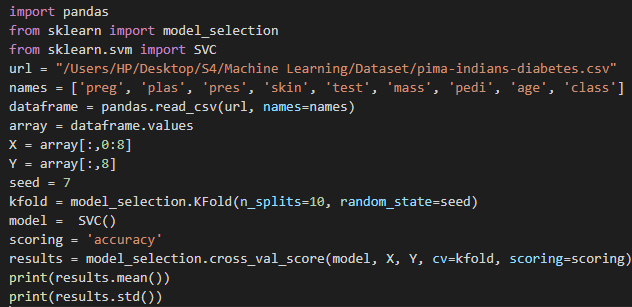 import pandas
from sklearn import model_selection
from sklearn.svm import SVC
url = "/Users/HP/Desktop/S4/Machine Learning/Dataset/pima-indians-diabetes.csv"
names = ['preg', 'plas', 'pres', 'skin', 'test', 'mass', 'pedi', 'age', 'class']
dataframe = pandas.read_csv(url, names=names)
array = dataframe.values
X = array[:,0:8]
Y = array[:,8]
seed = 7
kfold = model_selection.KFold(n_splits=10, random_state=seed)
model =  SVC()
scoring = 'accuracy'
results = model_selection.cross_val_score(model, X, Y, cv=kfold, scoring=scoring)
print(results.mean())
print(results.std())